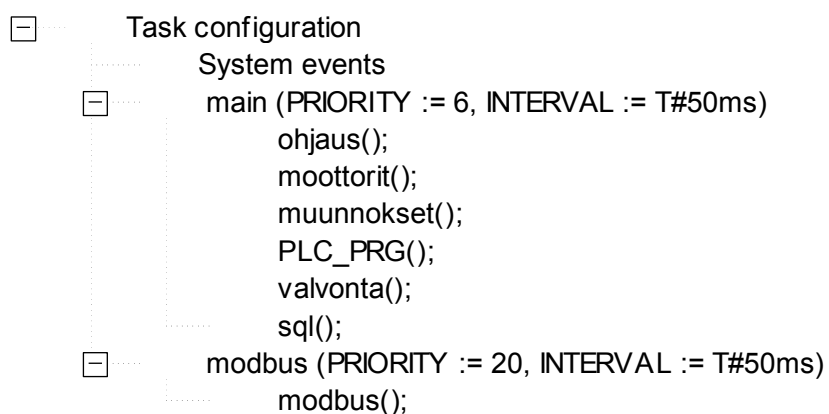 Task configuration
System events
main (PRIORITY := 6, INTERVAL := T#50ms)
ohjaus();
moottorit();
muunnokset();
PLC_PRG();
valvonta();
sql();
modbus (PRIORITY := 20, INTERVAL := T#50ms)
modbus();